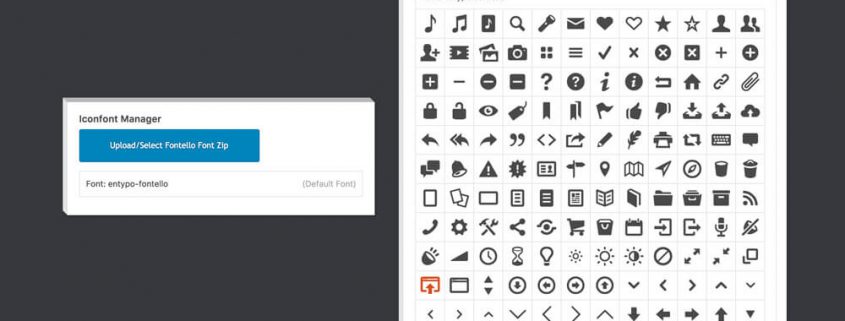 Iconfont Manager
Upload/Select Fontello Font Zip
Font: entypo-fontello (Default Font)